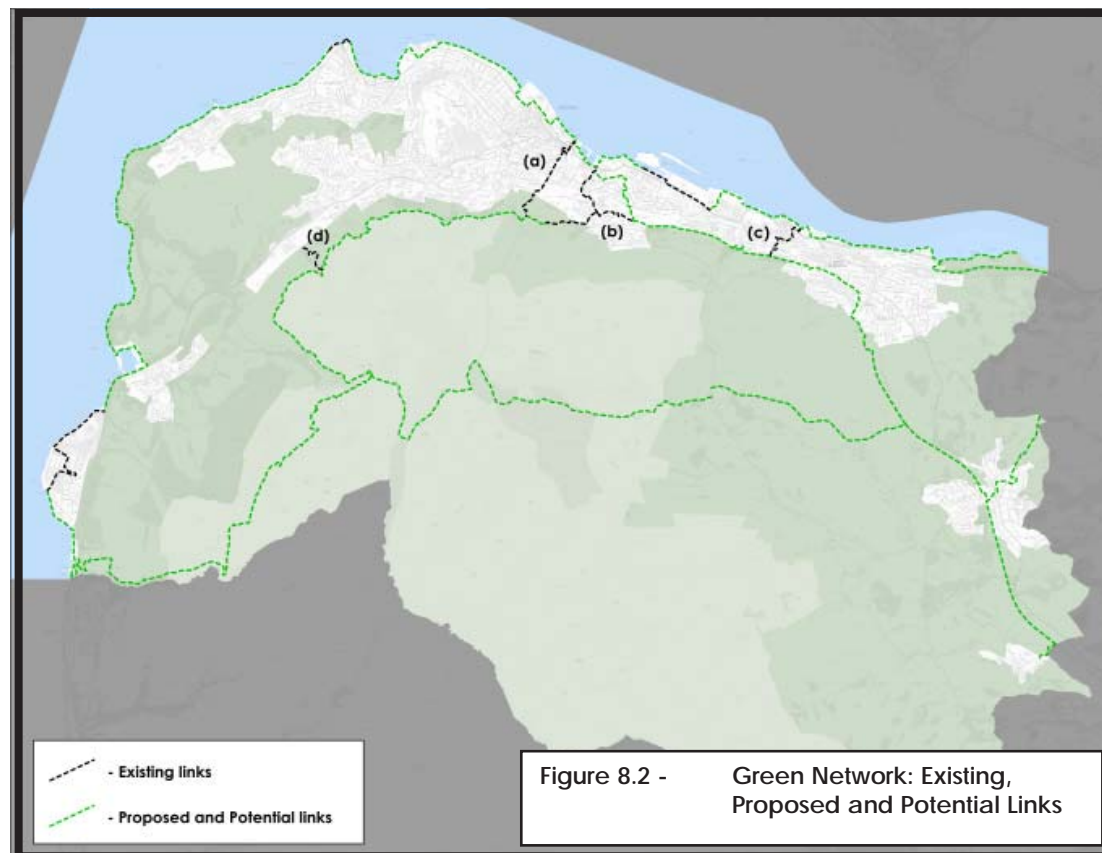 (a)
(b)
(c)
(d)
- Existing links
- Proposed and Potential links
Figure 8.2 - Green Network: Existing,
Proposed and Potential Links